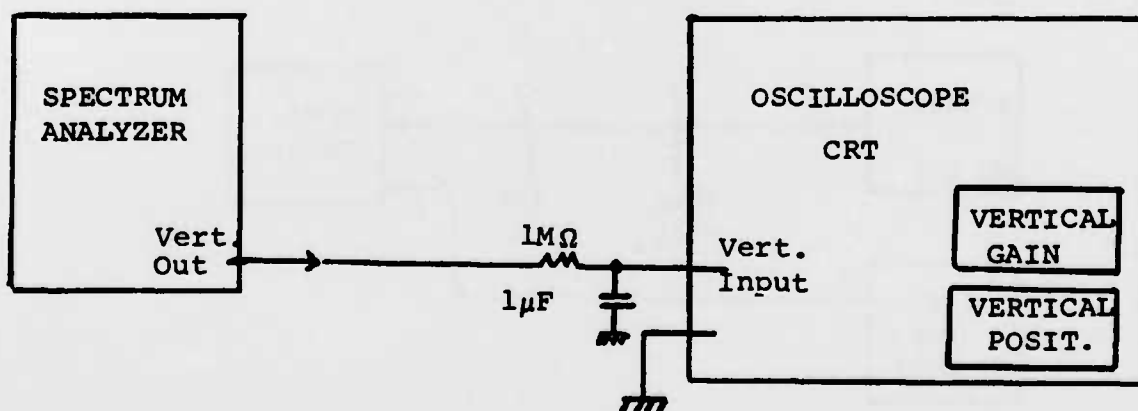 SPECTRUM
ANALYZER
Vert.
Out
1MΩ
1µF
OSCILLOSCOPE
CRT
Vert.
Input
VERTICAL
GAIN
VERTICAL
POSIT.